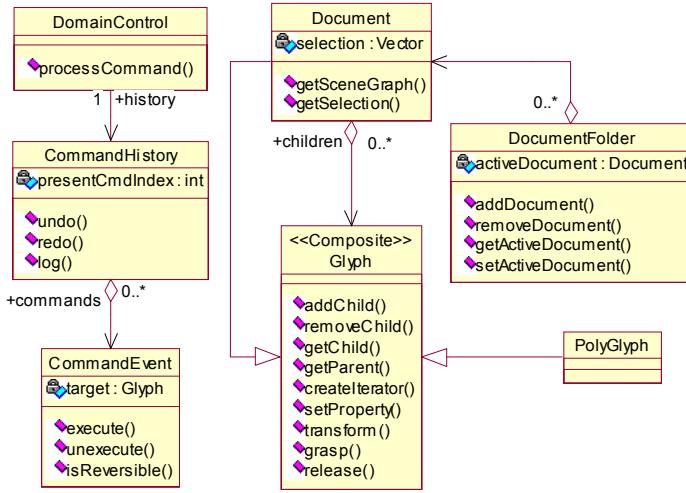 DomainControl
processCommand()
1 +history
CommandHistory
presentCmdIndex : int
undo()
redo()
log()
+commands 0..*
CommandEvent
target : Glyph
execute()
unexecute()
isReversible()
Document
selection : Vector
getSceneGraph()
getSelection()
+children 0..*
<<Composite>>
Glyph
addChild()
removeChild()
getChild()
getParent()
createIterator()
setProperty()
transform()
grasp()
release()
0..*
DocumentFolder
activeDocument : Document
addDocument()
removeDocument()
getActiveDocument()
setActiveDocument()
PolyGlyph